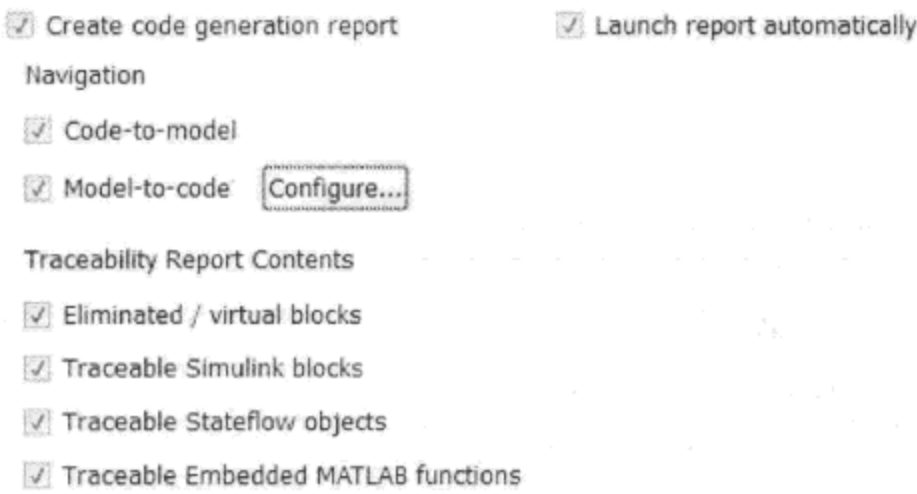 Create code generation report Launch report automatically
Navigation
Code-to-model
Model-to-code Configure...
Traceability Report Contents
Eliminated / virtual blocks
Traceable Simulink blocks
Traceable Stateflow objects
Traceable Embedded MATLAB functions